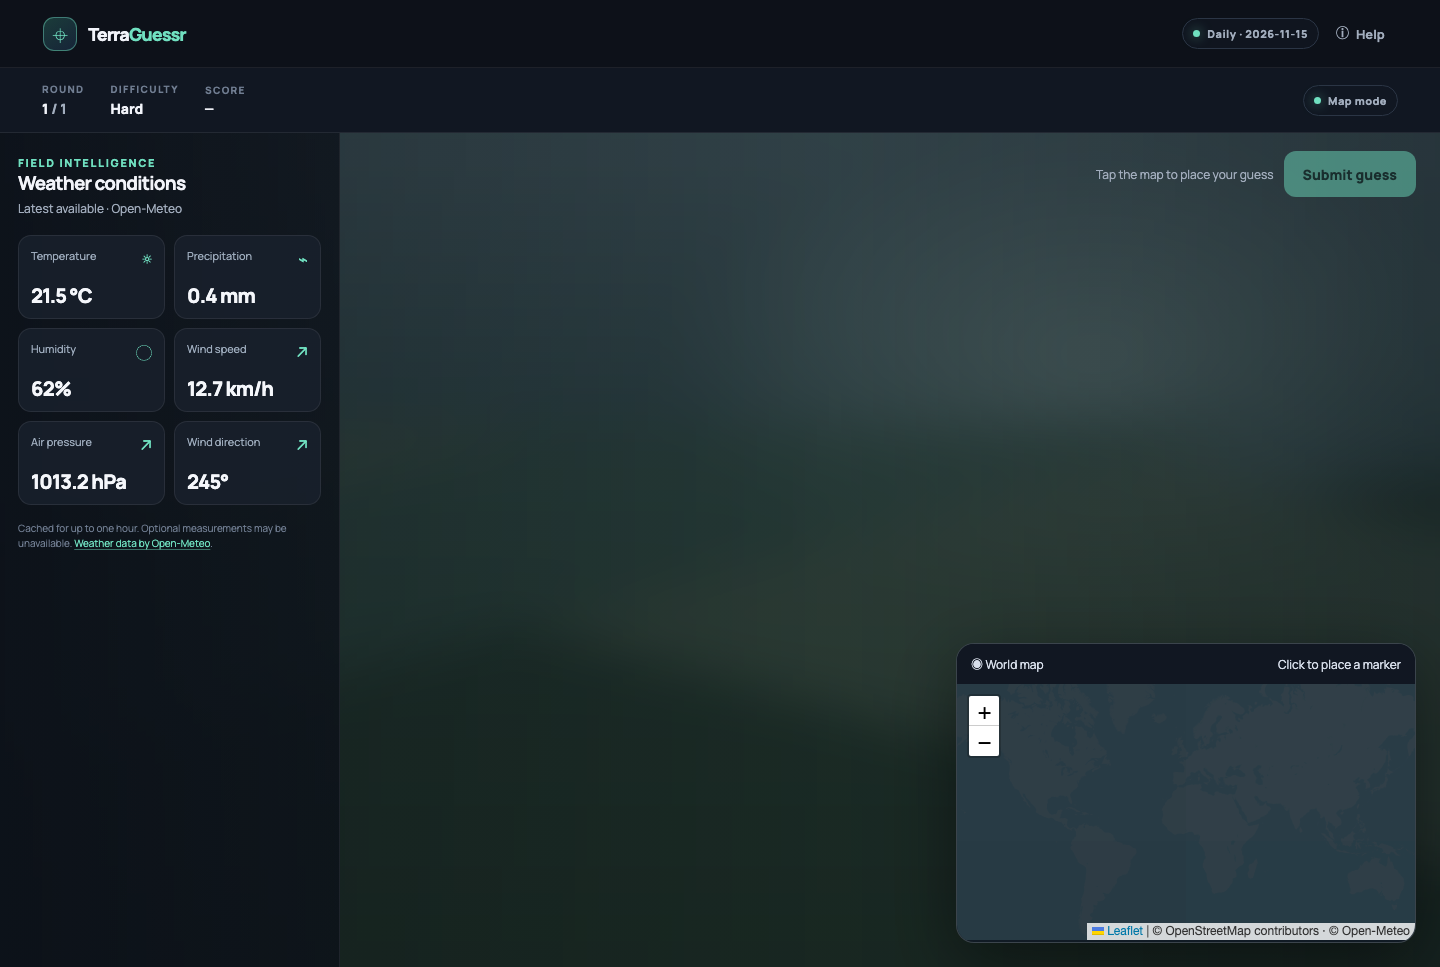 TerraGuessr
Daily · 2026-11-15
Help
ROUND
1 / 1
DIFFICULTY
Hard
SCORE
–
Map mode
FIELD INTELLIGENCE
Weather conditions
Latest available · Open-Meteo
Temperature
21.5 °C
Precipitation
0.4 mm
Humidity
62%
Wind speed
12.7 km/h
Air pressure
1013.2 hPa
Wind direction
245°
Cached for up to one hour. Optional measurements may be
unavailable. Weather data by Open-Meteo.
Tap the map to place your guess
Submit guess
World map
Click to place a marker
+
−
Leaflet | © OpenStreetMap contributors · © Open-Meteo